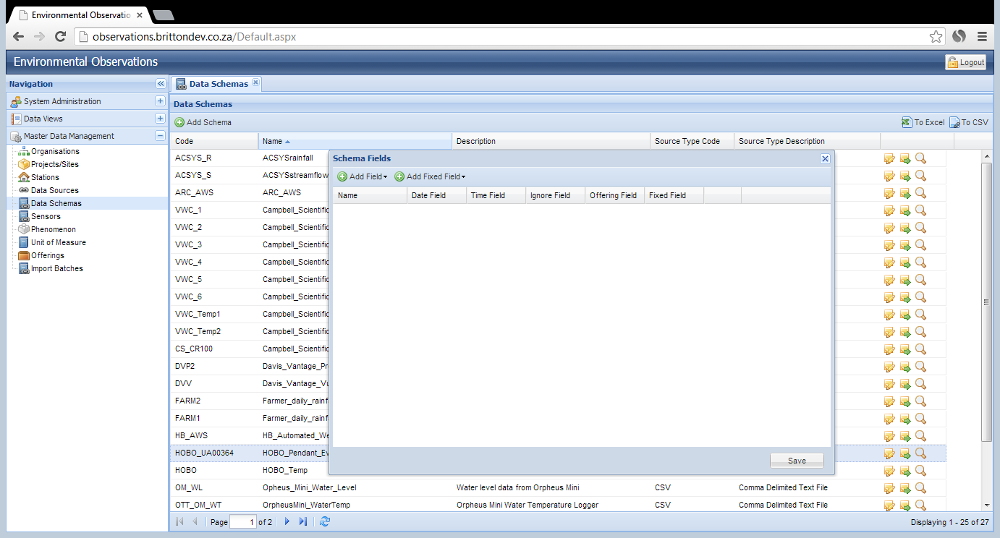 Environmental Observatio
observations.brittondev.co.za/Default.aspx
Environmental Observations
Logout
Navigation
System Administration
Data Views
Master Data Management
Organisations
Projects/Sites
Stations
Data Sources
Data Schemas
Sensors
Phenomenon
Unit of Measure
Offerings
Import Batches
Data Schemas
Data Schemas
Add Schema To Excel To CSV
Code Name Description Source Type Code Source Type Description
ACSYS_R ACSYSrainfall
ACSYS_S ACSYSstreamflow
ARC_AWS ARC_AWS
VWC_1 Campbell_Scientific
VWC_2 Campbell_Scientific
VWC_3 Campbell_Scientific
VWC_4 Campbell_Scientific
VWC_5 Campbell_Scientific
VWC_6 Campbell_Scientific
VWC_Temp1 Campbell_Scientific
VWC_Temp2 Campbell_Scientific
CS_CR100 Campbell_Scientific
DVP2 Davis_Vantage_Pr
DVV Davis_Vantage_Vu
FARM2 Farmer_daily_rainf
FARM1 Farmer_daily_rainf
HB_AWS HB_Automated_We
HOBO_UA00364 HOBO_Pendant_Ev
HOBO HOBO_Temp
OM_WL Opheus_Mini_Water_Level Water level data from Orpheus Mini CSV Comma Delimited Text File
OTT_OM_WT OrpheusMini_WaterTemp Orpheus Mini Water Temperature Logger CSV Comma Delimited Text File
Schema Fields
Add Field Add Fixed Field
Name Date Field Time Field Ignore Field Offering Field Fixed Field
Save
Page 1 of 2
Displaying 1 - 25 of 27